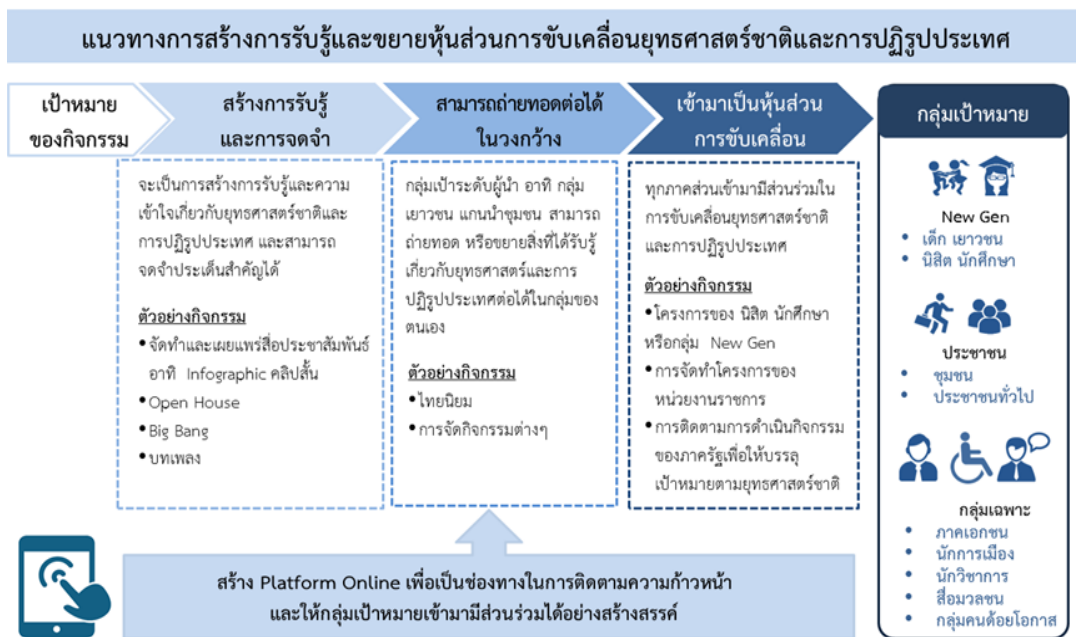 แนวทางการสร้างการรับรู้และขยายหุ้นส่วนการขับเคลื่อนยุทธศาสตร์ชาติและการปฏิรูปประเทศ
เป้าหมาย
ของกิจกรรม
สร้างการรับรู้
และการจดจำ
สามารถถ่ายทอดต่อได้
ในวงกว้าง
เข้ามาเป็นหุ้นส่วน
การขับเคลื่อน
จะเป็นการสร้างการรับรู้และความ
เข้าใจเกี่ยวกับยุทธศาสตร์ชาติและ
การปฏิรูปประเทศ และสามารถ
จดจำประเด็นสำคัญได้
ตัวอย่างกิจกรรม
•จัดทำและเผยแพร่สื่อประชาสัมพันธ์
อาทิ Infographic คลิปสั้น
•Open House
•Big Bang
•บทเพลง
กลุ่มเป้าระดับผู้นำ อาทิ กลุ่ม
เยาวชน แกนนำชุมชน สามารถ
ถ่ายทอด หรือขยายสิ่งที่ได้รับรู้
เกี่ยวกับยุทธศาสตร์และการ
ปฏิรูปประเทศต่อได้ในกลุ่มของ
ตนเอง
ตัวอย่างกิจกรรม
•ไทยนิยม
•การจัดกิจกรรมต่างๆ
ทุกภาคส่วนเข้ามามีส่วนร่วมใน
การขับเคลื่อนยุทธศาสตร์ชาติ
และการปฏิรูปประเทศ
ตัวอย่างกิจกรรม
•โครงการของ นิสิต นักศึกษา
หรือกลุ่ม New Gen
•การจัดทำโครงการของ
หน่วยงานราชการ
•การติดตามการดำเนินกิจกรรม
ของภาครัฐเพื่อให้บรรลุ
เป้าหมายตามยุทธศาสตร์ชาติ
กลุ่มเป้าหมาย
New Gen
• เด็ก เยาวชน
• นิสิต นักศึกษา
ประชาชน
• ชุมชน
• ประชาชนทั่วไป
กลุ่มเฉพาะ
• ภาคเอกชน
• นักการเมือง
• นักวิชาการ
• สื่อมวลชน
• กลุ่มคนด้อยโอกาส
สร้าง Platform Online เพื่อเป็นช่องทางในการติดตามความก้าวหน้า
และให้กลุ่มเป้าหมายเข้ามามีส่วนร่วมได้อย่างสร้างสรรค์